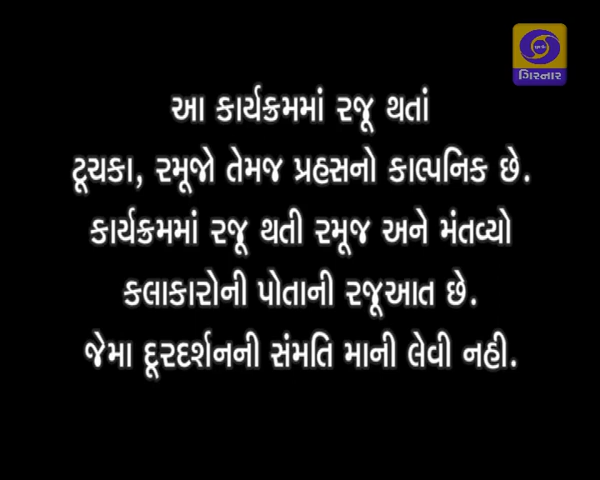 ગિરનાર
આ કાર્યક્રમમાં રજૂ થતાં
ટૂચકા, રમૂજો તેમજ પ્રહસનો કાલ્પનિક છે.
કાર્યક્રમમાં રજૂ થતી રમૂજ અને મંતવ્યો
કલાકારોની પોતાની રજૂઆત છે.
જેમા દૂરદર્શનની સંમતિ માની લેવી નહી.